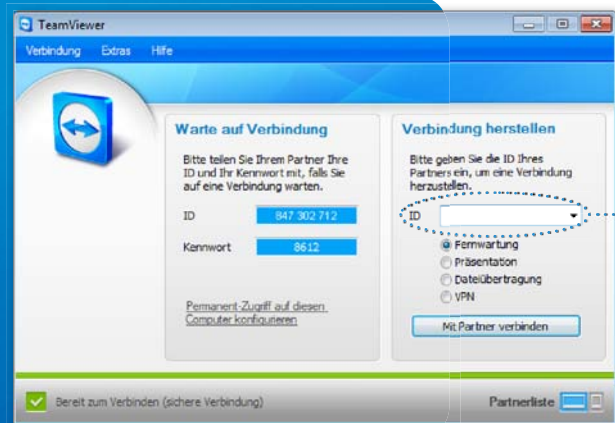 TeamViewer
Verbindung Extras Hilfe
Warte auf Verbindung
Bitte teilen Sie Ihrem Partner Ihre
ID und Ihr Kennwort mit, falls Sie
auf eine Verbindung warten.
ID 847 302 712
Kennwort 8612
Permanent-Zugriff auf diesen
Computer konfigurieren
Verbindung herstellen
Bitte geben Sie die ID Ihres
Partners ein, um eine Verbindung
herzustellen.
ID
Fernwartung
Präsentation
Dateiübertragung
VPN
Mit Partner verbinden
Bereit zum Verbinden (sichere Verbindung)
Partnerliste